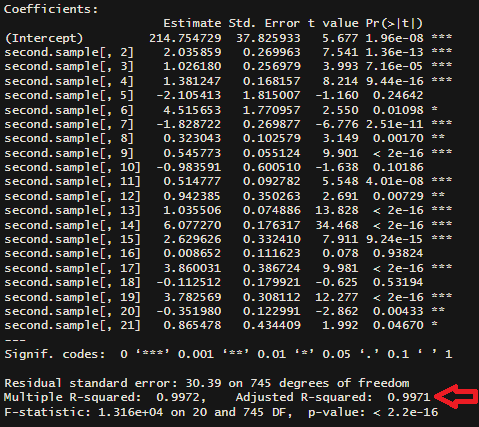 Coefficients:
Estimate Std. Error t value Pr(>|t|)
(Intercept) 214.754729 37.825933 5.677 1.96e-08 ***
second.sample[, 2] 2.035859 0.269963 7.541 1.36e-13 ***
second.sample[, 3] 1.026180 0.256979 3.993 7.16e-05 ***
second.sample[, 4] 1.381247 0.168157 8.214 9.44e-16 ***
second.sample[, 5] -2.105413 1.815007 -1.160 0.24642
second.sample[, 6] 4.515653 1.770957 2.550 0.01098 *
second.sample[, 7] -1.828722 0.269877 -6.776 2.51e-11 ***
second.sample[, 8] 0.323043 0.102579 3.149 0.00170 **
second.sample[, 9] 0.545773 0.055124 9.901 < 2e-16 ***
second.sample[, 10] -0.983591 0.600510 -1.638 0.10186
second.sample[, 11] 0.514777 0.092782 5.548 4.01e-08 ***
second.sample[, 12] 0.942385 0.350263 2.691 0.00729 **
second.sample[, 13] 1.035506 0.074886 13.828 < 2e-16 ***
second.sample[, 14] 6.077270 0.176317 34.468 < 2e-16 ***
second.sample[, 15] 2.629626 0.332410 7.911 9.24e-15 ***
second.sample[, 16] 0.008652 0.111623 0.078 0.93824
second.sample[, 17] 3.860031 0.386724 9.981 < 2e-16 ***
second.sample[, 18] -0.112512 0.179921 -0.625 0.53194
second.sample[, 19] 3.782569 0.308112 12.277 < 2e-16 ***
second.sample[, 20] -0.351980 0.122991 -2.862 0.00433 **
second.sample[, 21] 0.865478 0.434409 1.992 0.04670 *
---
Signif. codes: 0 ‘***’ 0.001 ‘**’ 0.01 ‘*’ 0.05 ‘.’ 0.1 ‘ ’ 1
Residual standard error: 30.39 on 745 degrees of freedom
Multiple R-squared: 0.9972, Adjusted R-squared: 0.9971
F-statistic: 1.316e+04 on 20 and 745 DF, p-value: < 2.2e-16